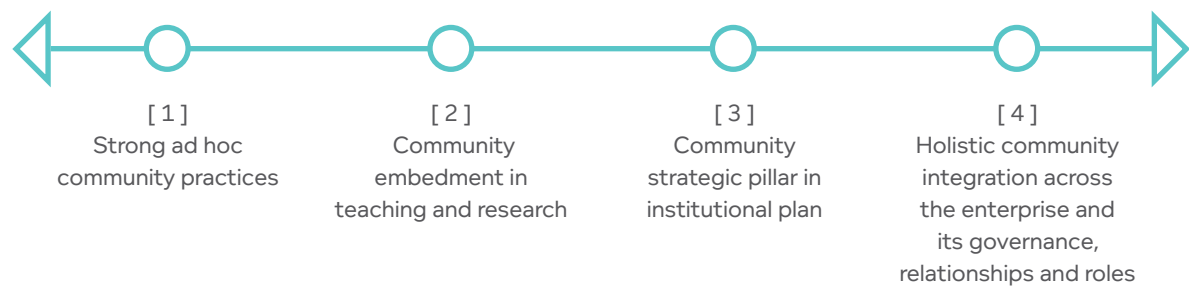 [ 1 ]
Strong ad hoc
community practices
[ 2 ]
Community
embedment in
teaching and research
[ 3 ]
Community
strategic pillar in
institutional plan
[ 4 ]
Holistic community
integration across
the enterprise and
its governance,
relationships and roles